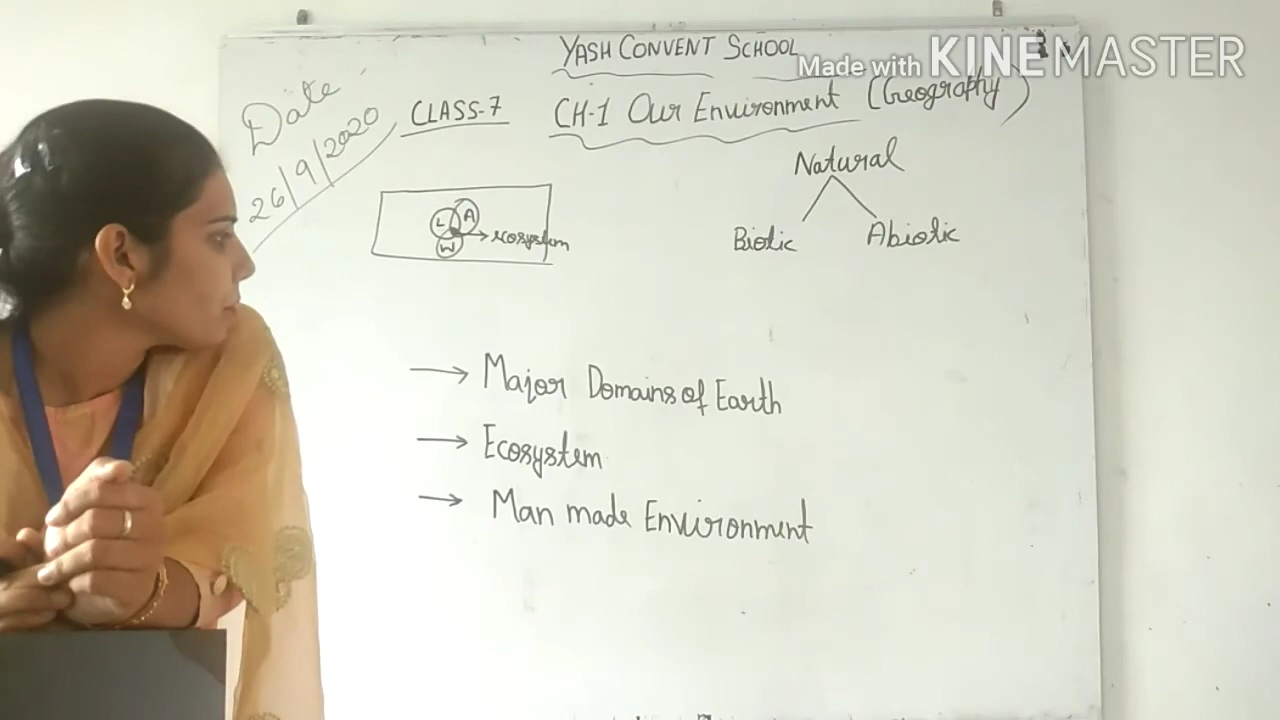 YASH CONVENT SCHOOL
Made with KINEMASTER
Date
26/9/2020
CLASS-7
CH-1 Our Environment (Geography)
Natural
Biotic Abiotic
L A
W
ecosystem
→ Major Domains of Earth
→ Ecosystem
→ Man made Environment